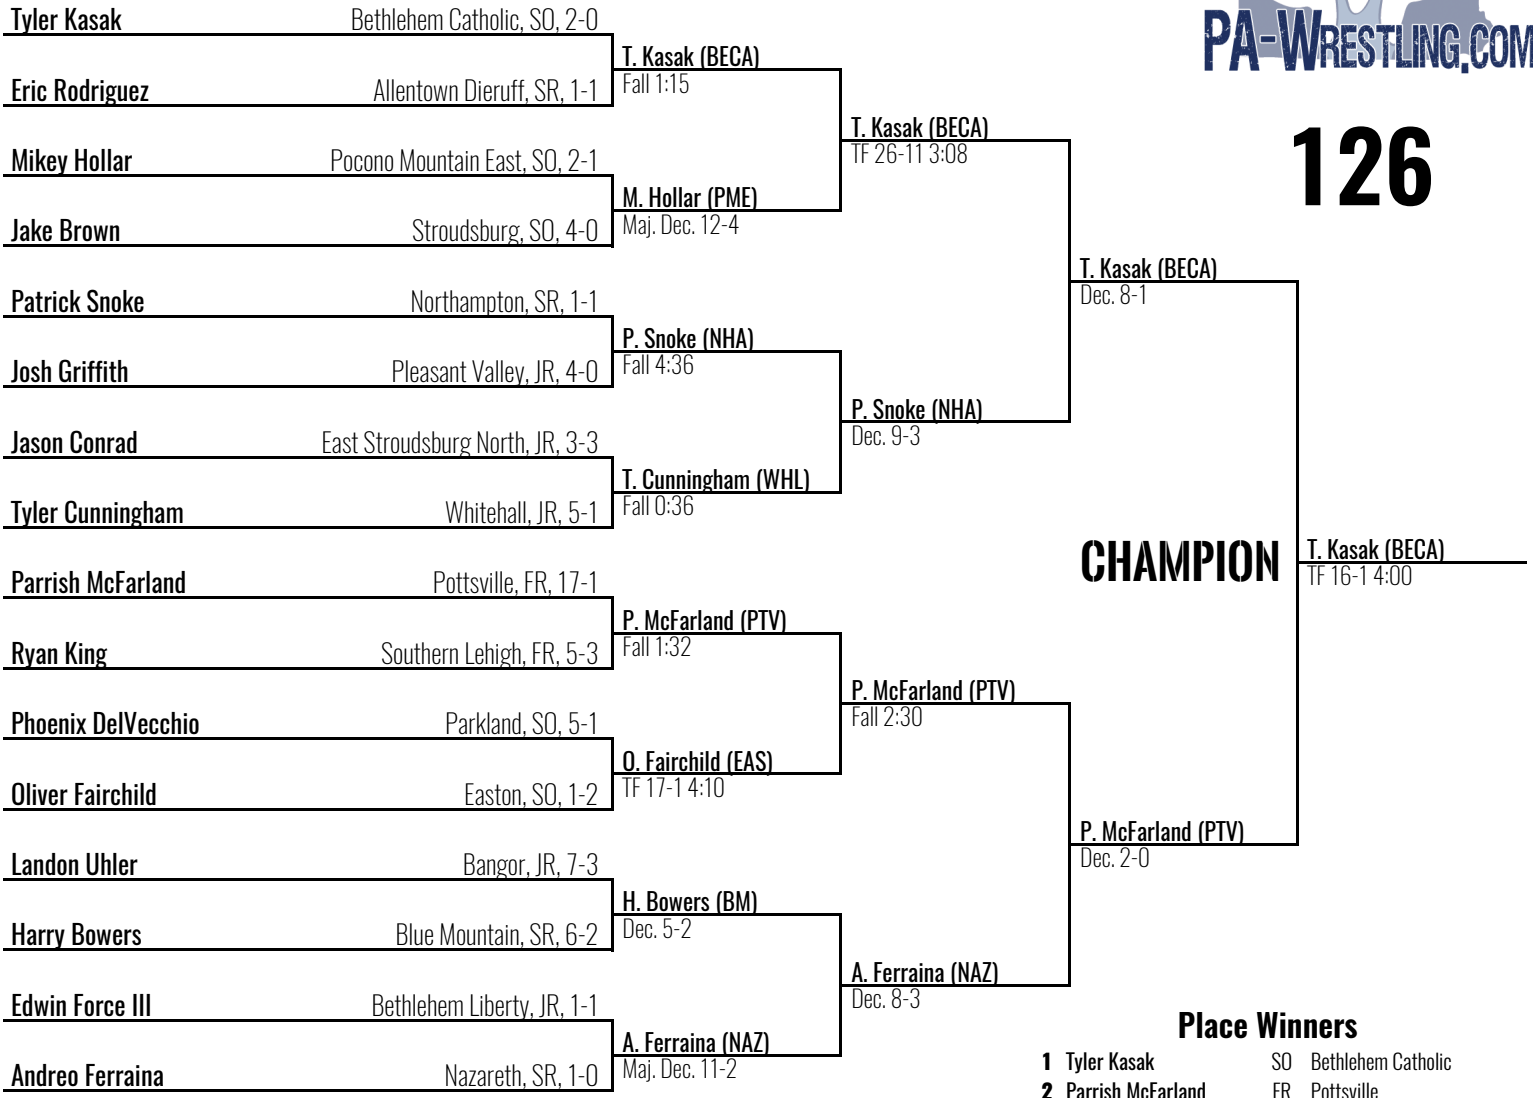 PA-WRESTLING.COM
126
Tyler Kasak Bethlehem Catholic, SO, 2-0
T. Kasak (BECA)
Fall 1:15
Eric Rodriguez Allentown Dieruff, SR, 1-1
T. Kasak (BECA)
TF 26-11 3:08
Mikey Hollar Pocono Mountain East, SO, 2-1
M. Hollar (PME)
Maj. Dec. 12-4
Jake Brown Stroudsburg, SO, 4-0
T. Kasak (BECA)
Dec. 8-1
Patrick Snoke Northampton, SR, 1-1
P. Snoke (NHA)
Fall 4:36
Josh Griffith Pleasant Valley, JR, 4-0
P. Snoke (NHA)
Dec. 9-3
Jason Conrad East Stroudsburg North, JR, 3-3
T. Cunningham (WHL)
Fall 0:36
Tyler Cunningham Whitehall, JR, 5-1
CHAMPION T. Kasak (BECA)
TF 16-1 4:00
Parrish McFarland Pottsville, FR, 17-1
P. McFarland (PTV)
Fall 1:32
Ryan King Southern Lehigh, FR, 5-3
P. McFarland (PTV)
Fall 2:30
Phoenix DelVecchio Parkland, SO, 5-1
O. Fairchild (EAS)
TF 17-1 4:10
Oliver Fairchild Easton, SO, 1-2
P. McFarland (PTV)
Dec. 2-0
Landon Uhler Bangor, JR, 7-3
H. Bowers (BM)
Dec. 5-2
Harry Bowers Blue Mountain, SR, 6-2
A. Ferraina (NAZ)
Dec. 8-3
Edwin Force III Bethlehem Liberty, JR, 1-1
A. Ferraina (NAZ)
Maj. Dec. 11-2
Andreo Ferraina Nazareth, SR, 1-0
Place Winners
1 Tyler Kasak SO Bethlehem Catholic
2 Parrish McFarland FR Pottsville